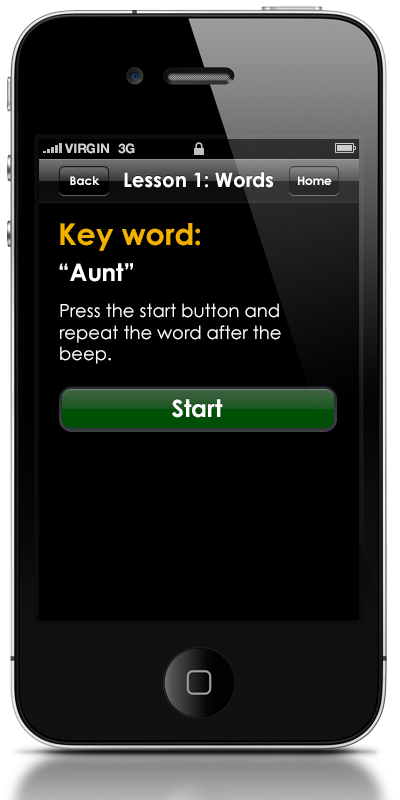 VIRGIN 3G
Back Lesson 1: Words Home
Key word:
“Aunt”
Press the start button and
repeat the word after the
beep.
Start